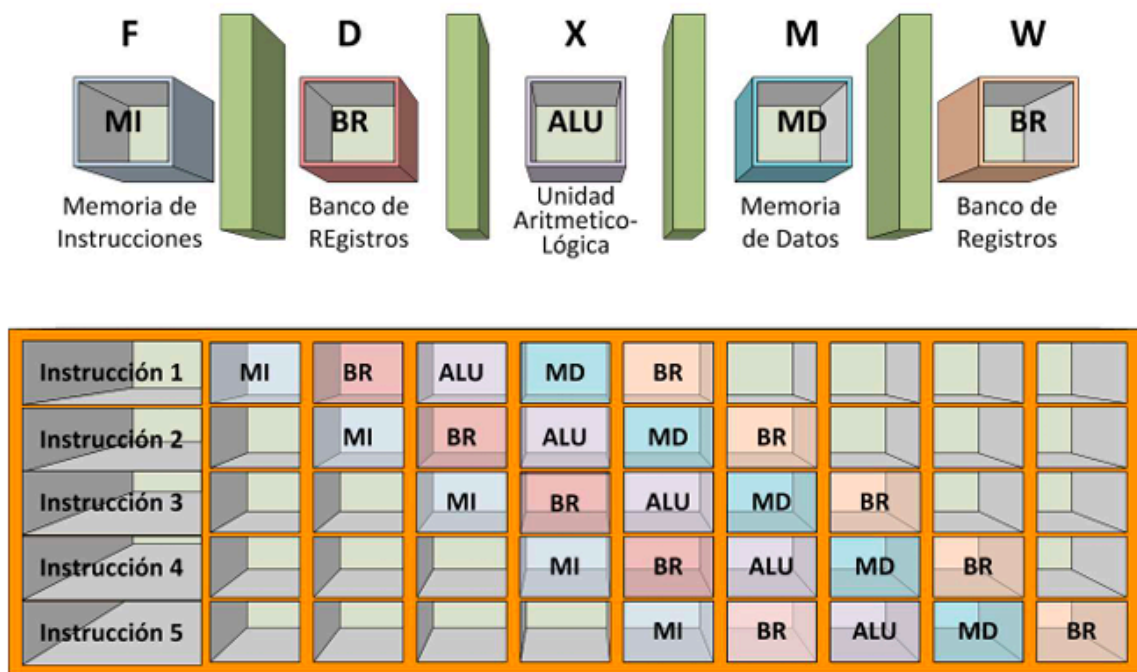 F D X M W
MI BR ALU MD BR
Memoria de Instrucciones
Banco de REgistros
Unidad Aritmetico-Lógica
Memoria de Datos
Banco de Registros
Instrucción 1 MI BR ALU MD BR
Instrucción 2 MI BR ALU MD BR
Instrucción 3 MI BR ALU MD BR
Instrucción 4 MI BR ALU MD BR
Instrucción 5 MI BR ALU MD BR